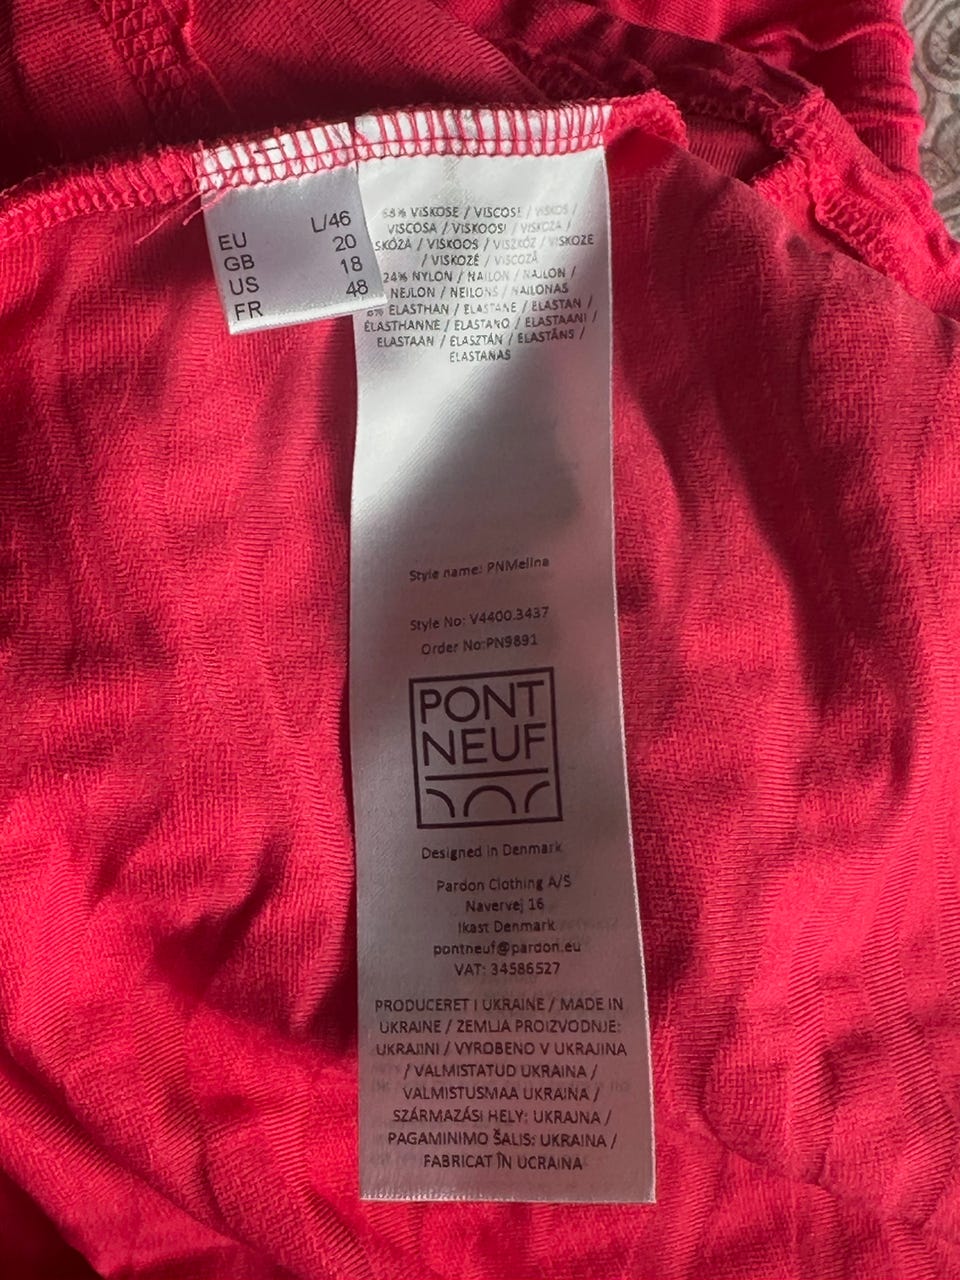 EU L/46
GB 20
US 18
FR 48
68% VISKOSE / VISCOSE / VISKOS /
VISCOSA / VISKOOSI / VISKOZA /
SKÓZA / VISKOOS / VISZKÓZ / VISKOZE
/ VISKOZĖ / VISCOZĂ
24% NYLON / NAILON / NAJLON /
NEJLON / NEILONS / NAILONAS
8% ELASTHAN / ELASTANE / ELASTAN /
ÉLASTHANNE / ELASTANO / ELASTAANI /
ELASTAAN / ELASZTÁN / ELASTĀNS /
ELASTANAS
Style name: PNMelina
Style No: V4400.3437
Order No:PN9891
PONT
NEUF
Designed in Denmark
Pardon Clothing A/S
Navervej 16
Ikast Denmark
pontneuf@pardon.eu
VAT: 34586527
PRODUCERET I UKRAINE / MADE IN
UKRAINE / ZEMLJA PROIZVODNJE:
UKRAJINI / VYROBENO V UKRAJINA
/ VALMISTATUD UKRAINA /
VALMISTUSMAA UKRAINA /
SZÁRMAZÁSI HELY: UKRAJNA /
PAGAMINIMO ŠALIS: UKRAINA /
FABRICAT ÎN UCRAINA